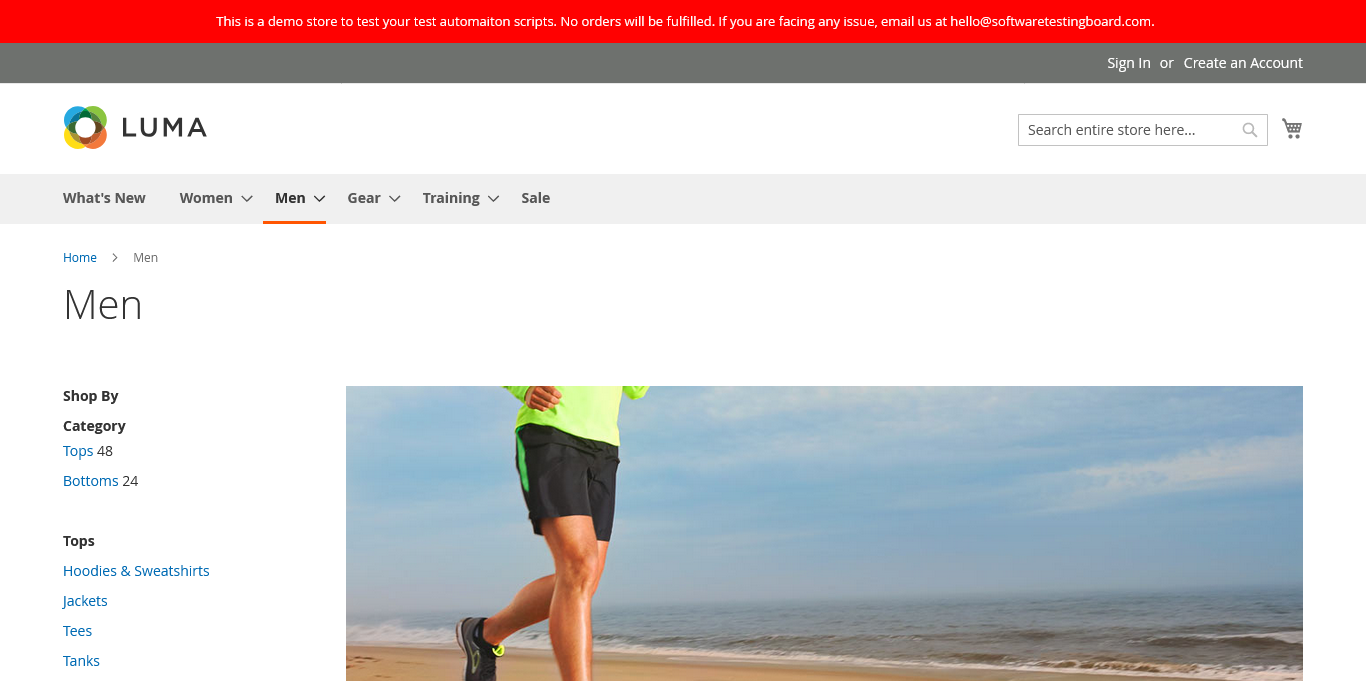 This is a demo store to test your test automaiton scripts. No orders will be fulfilled. If you are facing any issue, email us at hello@softwaretestingboard.com.
Sign In or Create an Account
LUMA
Search entire store here...
What's New Women Men Gear Training Sale
Home Men
Men
Shop By
Category
Tops 48
Bottoms 24
Tops
Hoodies & Sweatshirts
Jackets
Tees
Tanks